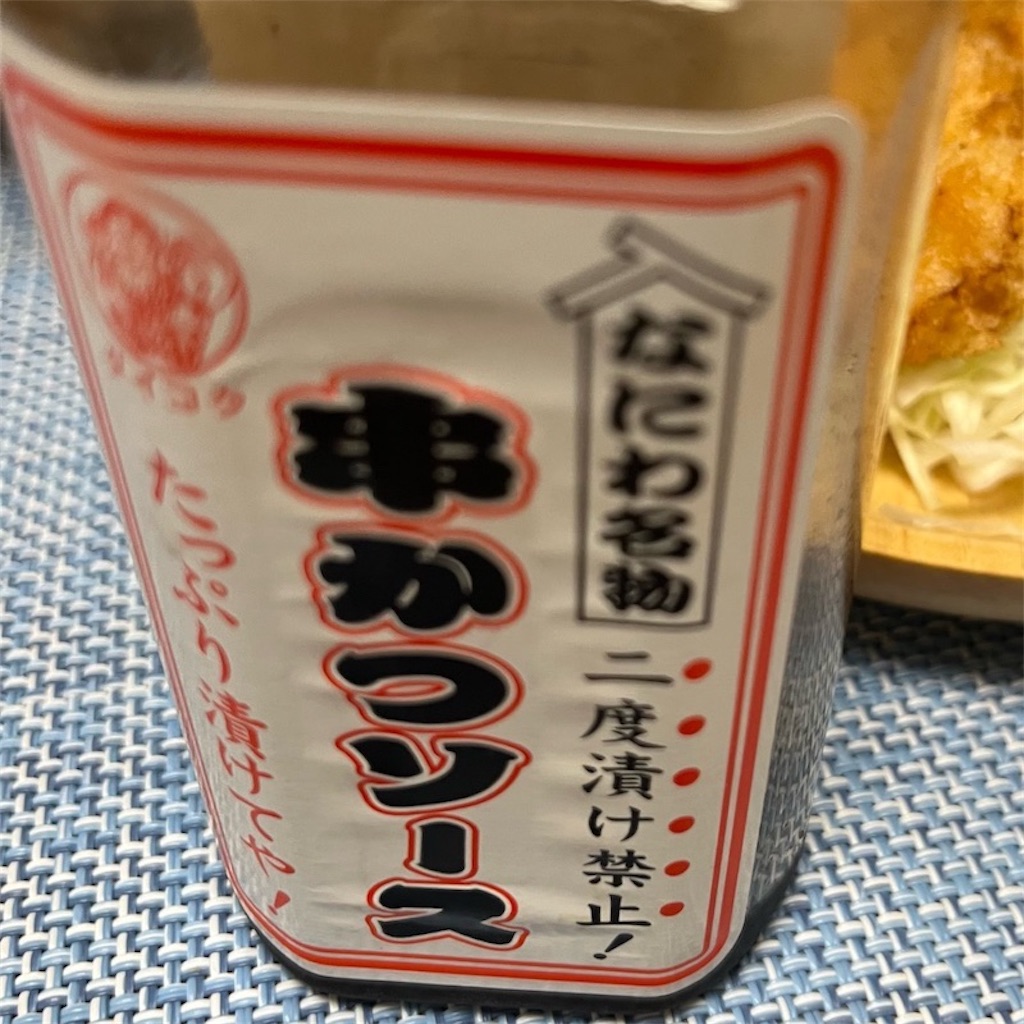 なにわ名物
二度漬け禁止!
串かつソース
たっぷり漬けてや!